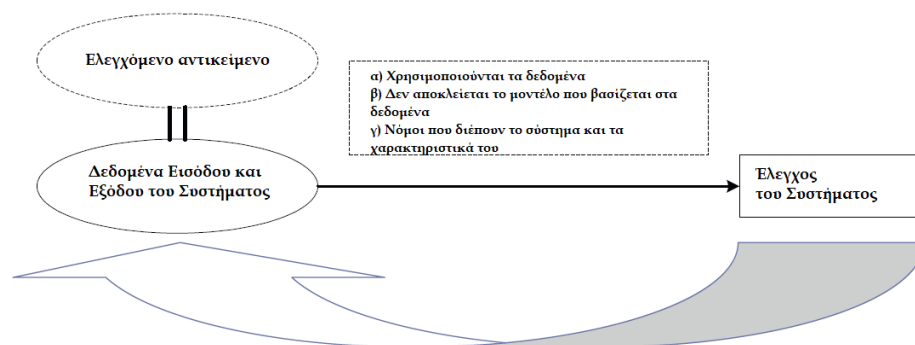 Ελεγχόμενο αντικείμενο
α) Χρησιμοποιούνται τα δεδομένα
β) Δεν αποκλείεται το μοντέλο που βασίζεται στα
δεδομένα
γ) Νόμοι που διέπουν το σύστημα και τα
χαρακτηριστικά του
Δεδομένα Εισόδου και
Εξόδου του Συστήματος
Έλεγχος
του Συστήματος